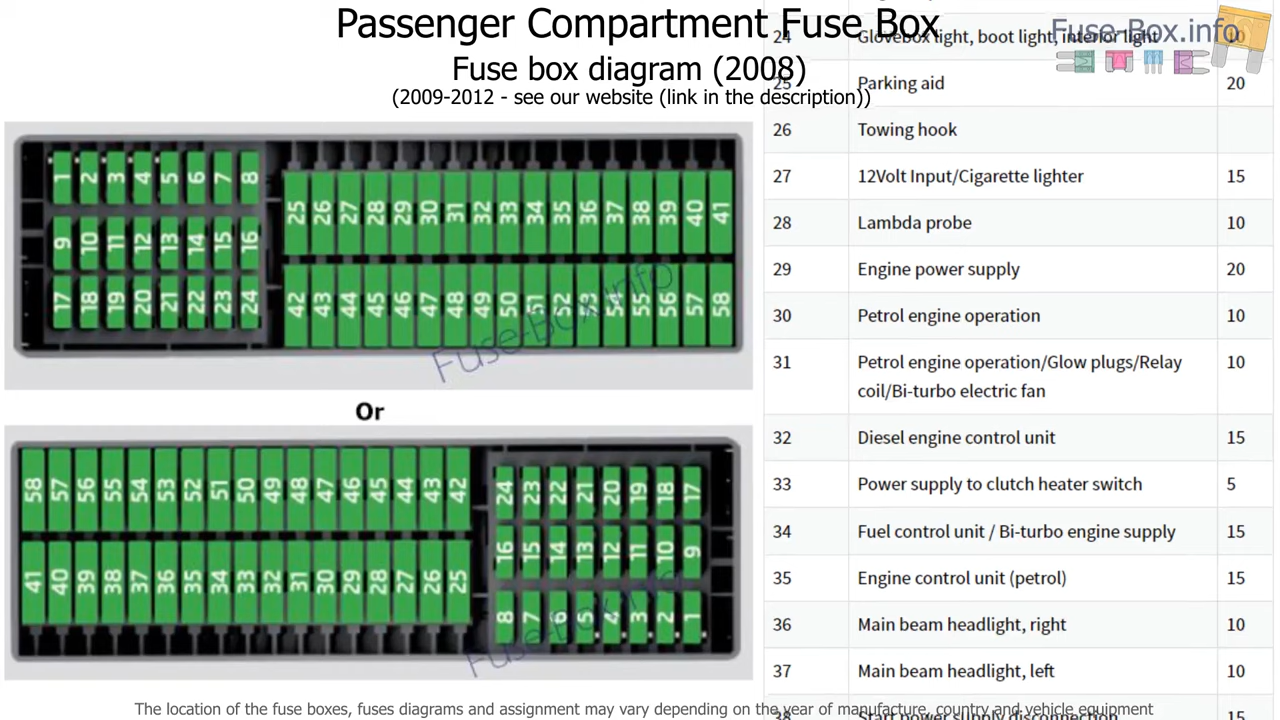 Passenger Compartment Fuse Box
Fuse box diagram (2008)
(2009-2012 - see our website (link in the description))
Fuse-Box.info
1 2 3 4 5 6 7 8
9 10 11 12 13 14 15 16
17 18 19 20 21 22 23 24
25 26 27 28 29 30 31 32 33 34 35 36 37 38 39 40 41
42 43 44 45 46 47 48 49 50 51 52 53 54 55 56 57 58
Fuse-Box.info
Or
58 57 56 55 54 53 52 51 50 49 48 47 46 45 44 43 42
41 40 39 38 37 36 35 34 33 32 31 30 29 28 27 26 25
24 23 22 21 20 19 18 17
16 15 14 13 12 11 10 9
8 7 6 5 4 3 2 1
Fuse-Box.info
24 Glovebox light, boot light, interior light 10
25 Parking aid 20
26 Towing hook
27 12Volt Input/Cigarette lighter 15
28 Lambda probe 10
29 Engine power supply 20
30 Petrol engine operation 10
31 Petrol engine operation/Glow plugs/Relay 10
coil/Bi-turbo electric fan
32 Diesel engine control unit 15
33 Power supply to clutch heater switch 5
34 Fuel control unit / Bi-turbo engine supply 15
35 Engine control unit (petrol) 15
36 Main beam headlight, right 10
37 Main beam headlight, left 10
38 Start power supply disconnection 15
The location of the fuse boxes, fuses diagrams and assignment may vary depending on the year of manufacture, country and vehicle equipment